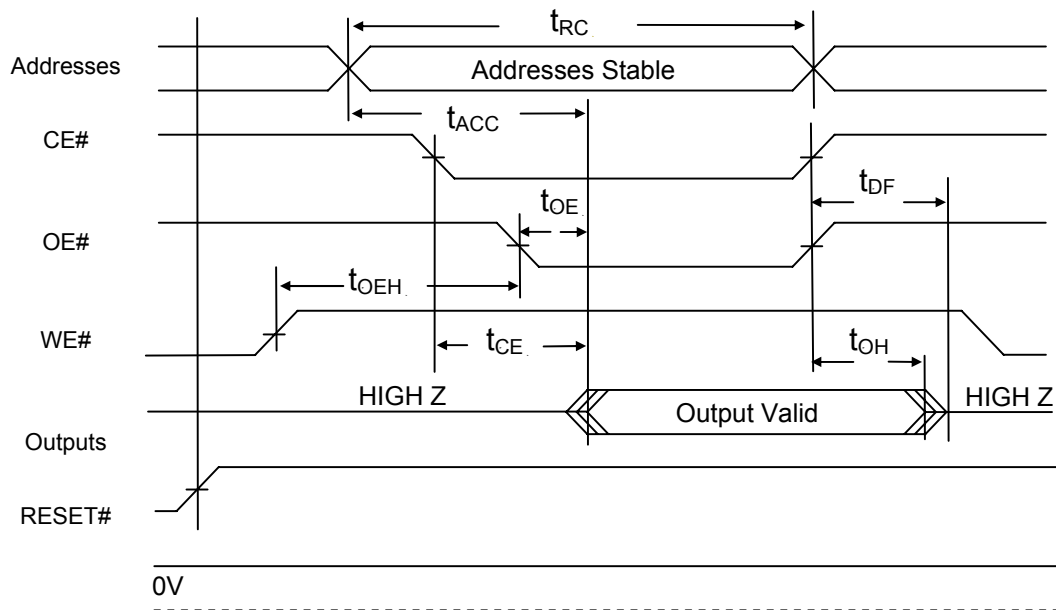 tRC
Addresses
Addresses Stable
tACC
CE#
tDF
tOE
OE#
tOEH
WE#
tCE
tOH
HIGH Z
HIGH Z
Output Valid
Outputs
RESET#
0V